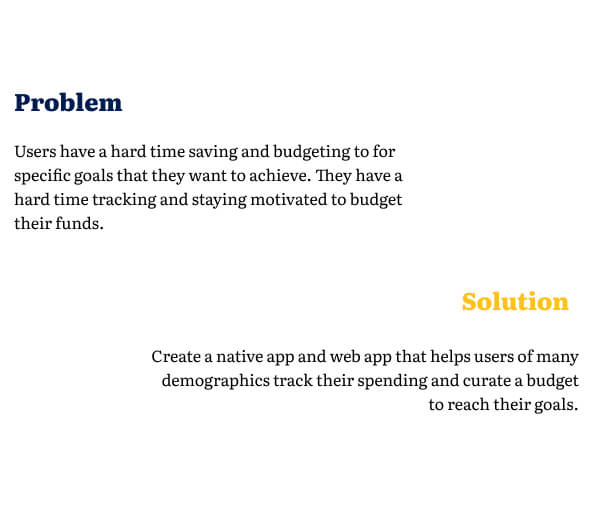 Problem
Users have a hard time saving and budgeting to for
specific goals that they want to achieve. They have a
hard time tracking and staying motivated to budget
their funds.
Solution
Create a native app and web app that helps users of many
demographics track their spending and curate a budget
to reach their goals.